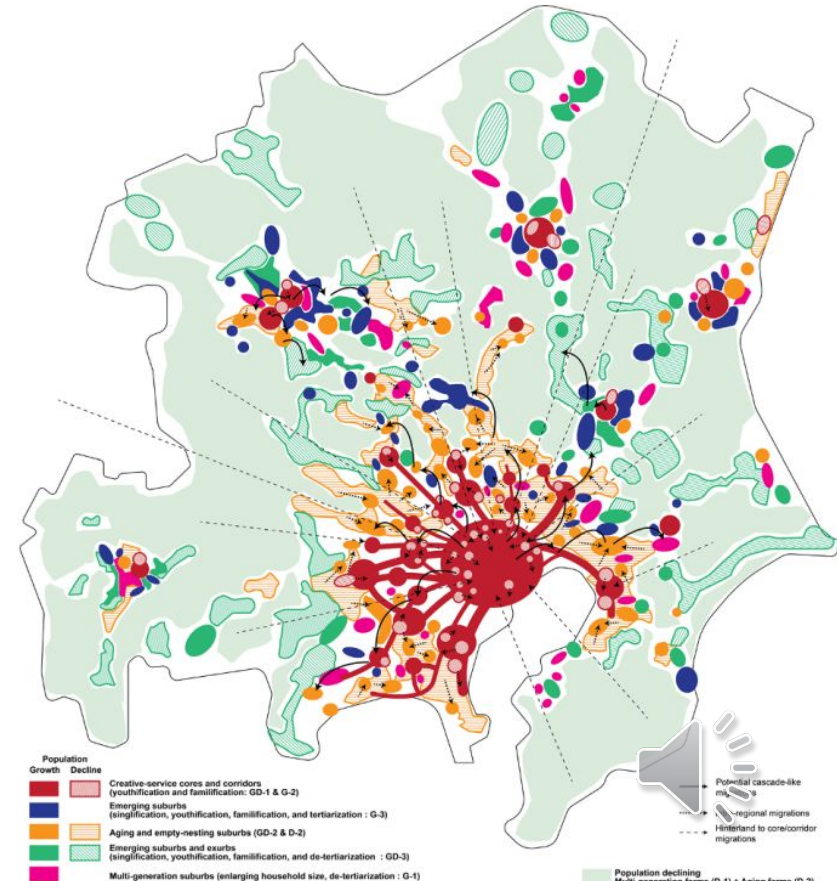 Population
Growth Decline
Creative-service cores and corridors
(youthification and familification: GD-1 & G-2)
Emerging suburbs
(singlification, youthification, familification, and tertiarization : G-3)
Aging and empty-nesting suburbs (GD-2 & D-2)
Emerging suburbs and exurbs
(singlification, youthification, familification, and de-tertiarization : GD-3)
Multi-generation suburbs (enlarging household size, de-tertiarization : G-1)
Potential cascade-like
migrations
regional migrations
Hinterland to core/corridor
migrations
Population declining